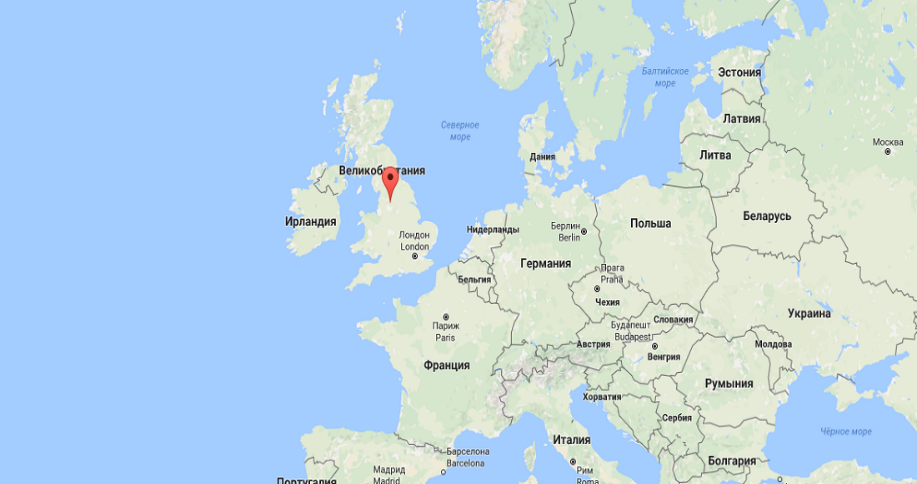 Балтийское
море
Эстония
Латвия
Северное
море
Москва
Дания
Литва
Великобритания
Ирландия
Нидерланды
Берлин
Berlin
Польша
Беларусь
Лондон
London
Германия
Бельгия
Прага
Praha
Чехия
Париж
Paris
Словакия
Украина
Будапешт
Budapest
Австрия
Молдова
Венгрия
Франция
Румыния
Хорватия
Сербия
Чёрное море
Италия
Барселона
Barcelona
Болгария
Мадрид
Madrid
Рим
Roma
Португалия